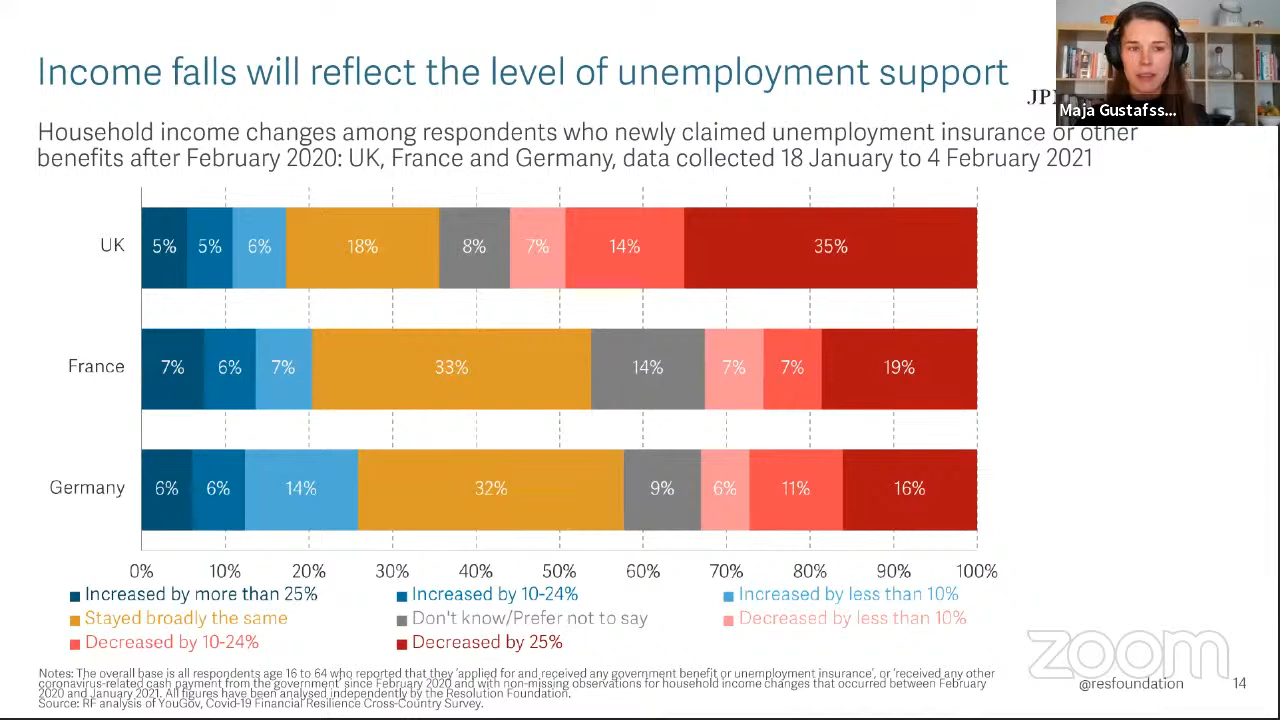 Income falls will reflect the level of unemployment support
JP
Maja Gustafss...
Household income changes among respondents who newly claimed unemployment insurance or other
benefits after February 2020: UK, France and Germany, data collected 18 January to 4 February 2021
UK 5% 5% 6% 18% 8% 7% 14% 35%
France 7% 6% 7% 33% 14% 7% 7% 19%
Germany 6% 6% 14% 32% 9% 6% 11% 16%
0% 10% 20% 30% 40% 50% 60% 70% 80% 90% 100%
Increased by more than 25% Increased by 10-24% Increased by less than 10%
Stayed broadly the same Don't know/Prefer not to say Decreased by less than 10%
Decreased by 10-24% Decreased by 25%
zoom
Notes: The overall base is all respondents age 16 to 64 who reported that they 'applied for and received any government benefit or unemployment insurance', or 'received any other
coronavirus-related cash payment from the government' since February 2020 and with non-missing observations for household income changes that occurred between February
2020 and January 2021. All figures have been analysed independently by the Resolution Foundation.
Source: RF analysis of YouGov, Covid-19 Financial Resilience Cross-Country Survey.
@resfoundation 14